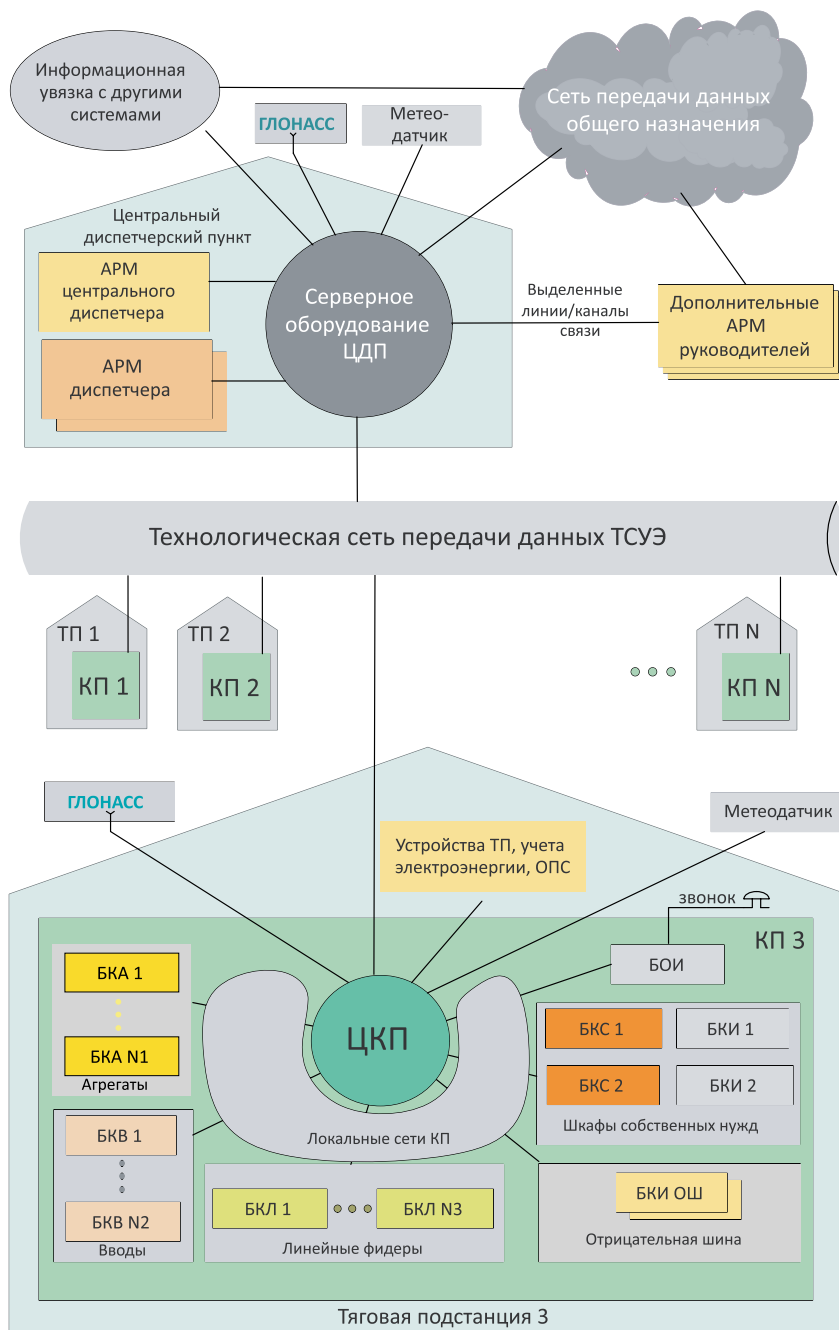 Информационная
увязка с другими
системами
ГЛОНАСС
Метео-
датчик
Сеть передачи данных
общего назначения
Центральный
диспетчерский пункт
АРМ
центрального
диспетчера
АРМ
диспетчера
Серверное
оборудование
ЦДП
Выделенные
линии/каналы
связи
Дополнительные
АРМ
руководителей
Технологическая сеть передачи данных ТСУЭ
ТП 1
КП 1
ТП 2
КП 2
ТП N
КП N
ГЛОНАСС
Устройства ТП, учета
электроэнергии, ОПС
Метеодатчик
звонок
КП 3
БОИ
БКА 1
БКА N1
Агрегаты
ЦКП
БКС 1
БКИ 1
БКС 2
БКИ 2
Шкафы собственных нужд
Локальные сети КП
БКВ 1
БКВ N2
Вводы
БКЛ 1
БКЛ N3
Линейные фидеры
БКИ ОШ
Отрицательная шина
Тяговая подстанция 3